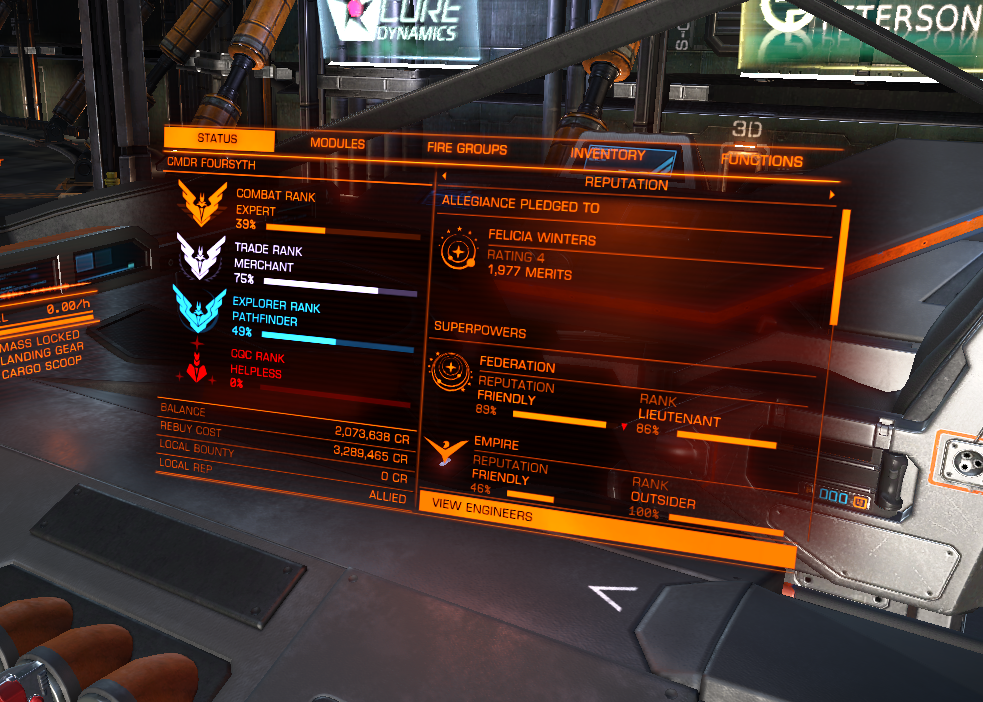 CORE
DYNAMICS
PETERSON
3D
STATUS
MODULES
FIRE GROUPS
INVENTORY
FUNCTIONS
CMDR FOURSYTH
COMBAT RANK
EXPERT
39%
TRADE RANK
MERCHANT
75%
EXPLORER RANK
PATHFINDER
49%
CQC RANK
HELPLESS
0%
BALANCE
2,073,638 CR
REBUY COST
3,289,465 CR
LOCAL BOUNTY
0 CR
LOCAL REP
ALLIED
REPUTATION
ALLEGIANCE PLEDGED TO
FELICIA WINTERS
RATING 4
1,977 MERITS
SUPERPOWERS
FEDERATION
REPUTATION
FRIENDLY
89%
RANK
LIEUTENANT
86%
EMPIRE
REPUTATION
FRIENDLY
46%
RANK
OUTSIDER
100%
VIEW ENGINEERS
0.00/h
MASS LOCKED
LANDING GEAR
CARGO SCOOP
000